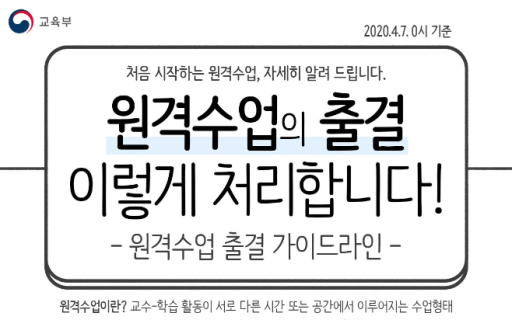 교육부
2020.4.7. 0시 기준
처음 시작하는 원격수업, 자세히 알려 드립니다.
원격수업의 출결
이렇게 처리합니다!
- 원격수업 출결 가이드라인 -
원격수업이란? 교수-학습 활동이 서로 다른 시간 또는 공간에서 이루어지는 수업형태